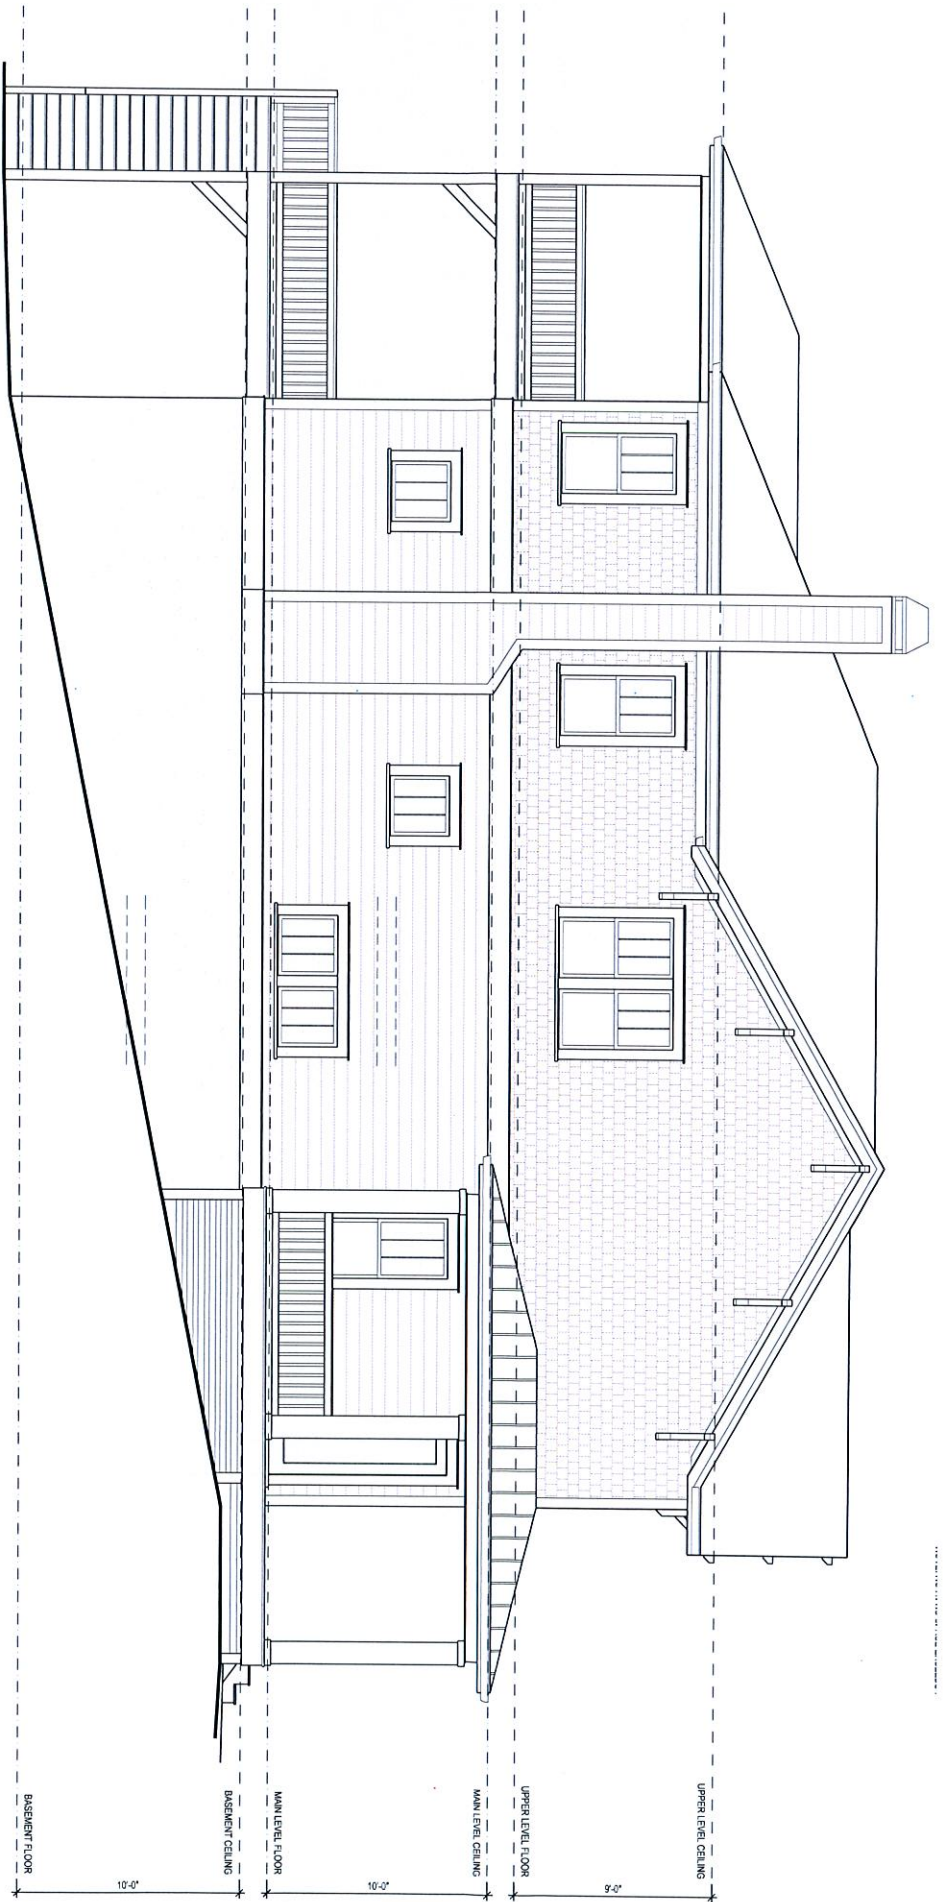 UPPER LEVEL CEILING
9'-0"
UPPER LEVEL FLOOR
MAIN LEVEL CEILING
10'-0"
MAIN LEVEL FLOOR
BASEMENT CEILING
10'-0"
BASEMENT FLOOR